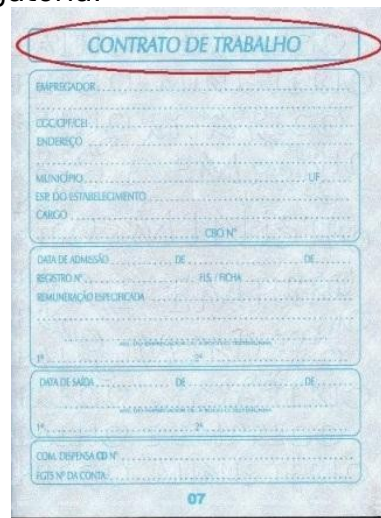 CONTRATO DE TRABALHO
EMPREGADOR
CGC/CPF/CEI
ENDEREÇO
MUNICÍPIO UF
ESP. DO ESTABELECIMENTO
CARGO
CBO Nº
DATA DE ADMISSÃO DE DE
REGISTRO Nº FLS. / FICHA
REMUNERAÇÃO ESPECIFICADA
1ª 2ª
DATA DE SAÍDA DE DE
1ª 2ª
COM. DISPENSA CD Nº
FGTS Nº DA CONTA
07